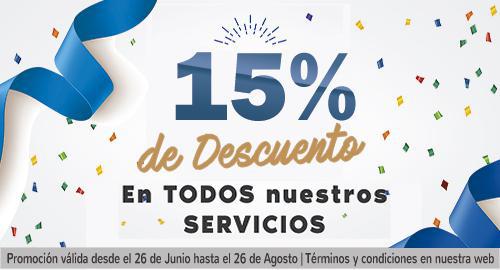 15%
de Descuento
En TODOS nuestros
SERVICIOS
Promoción válida desde el 26 de Junio hasta el 26 de Agosto | Términos y condiciones en nuestra web